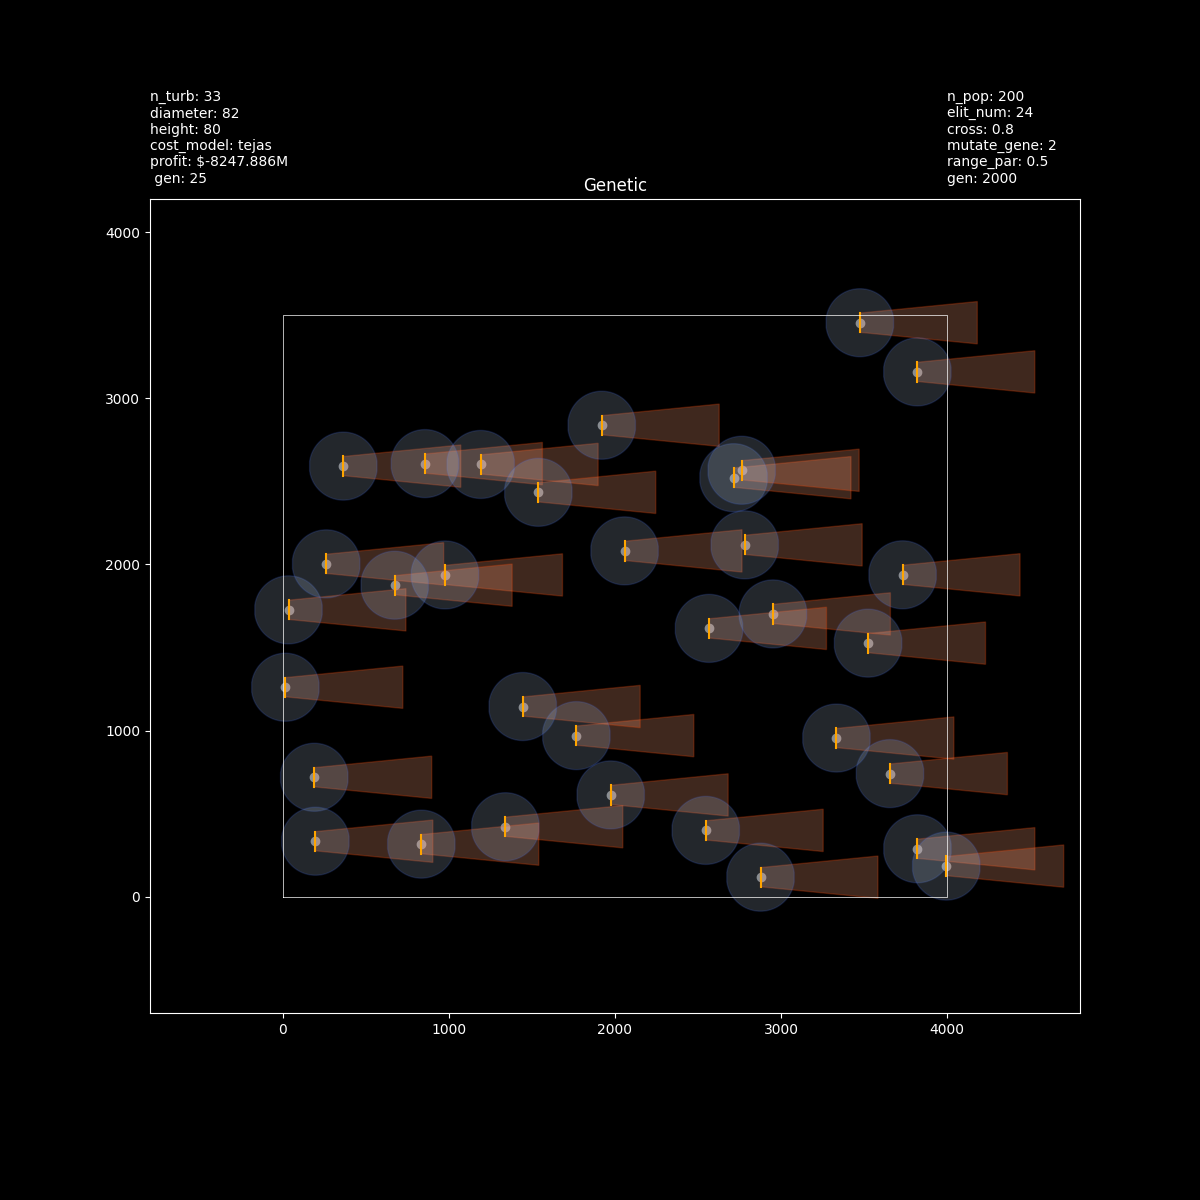 n_turb: 33
diameter: 82
height: 80
cost_model: tejas
profit: $-8247.886M
gen: 25
n_pop: 200
elit_num: 24
cross: 0.8
mutate_gene: 2
range_par: 0.5
gen: 2000
Genetic
4000
3000
2000
1000
0
0
1000
2000
3000
4000